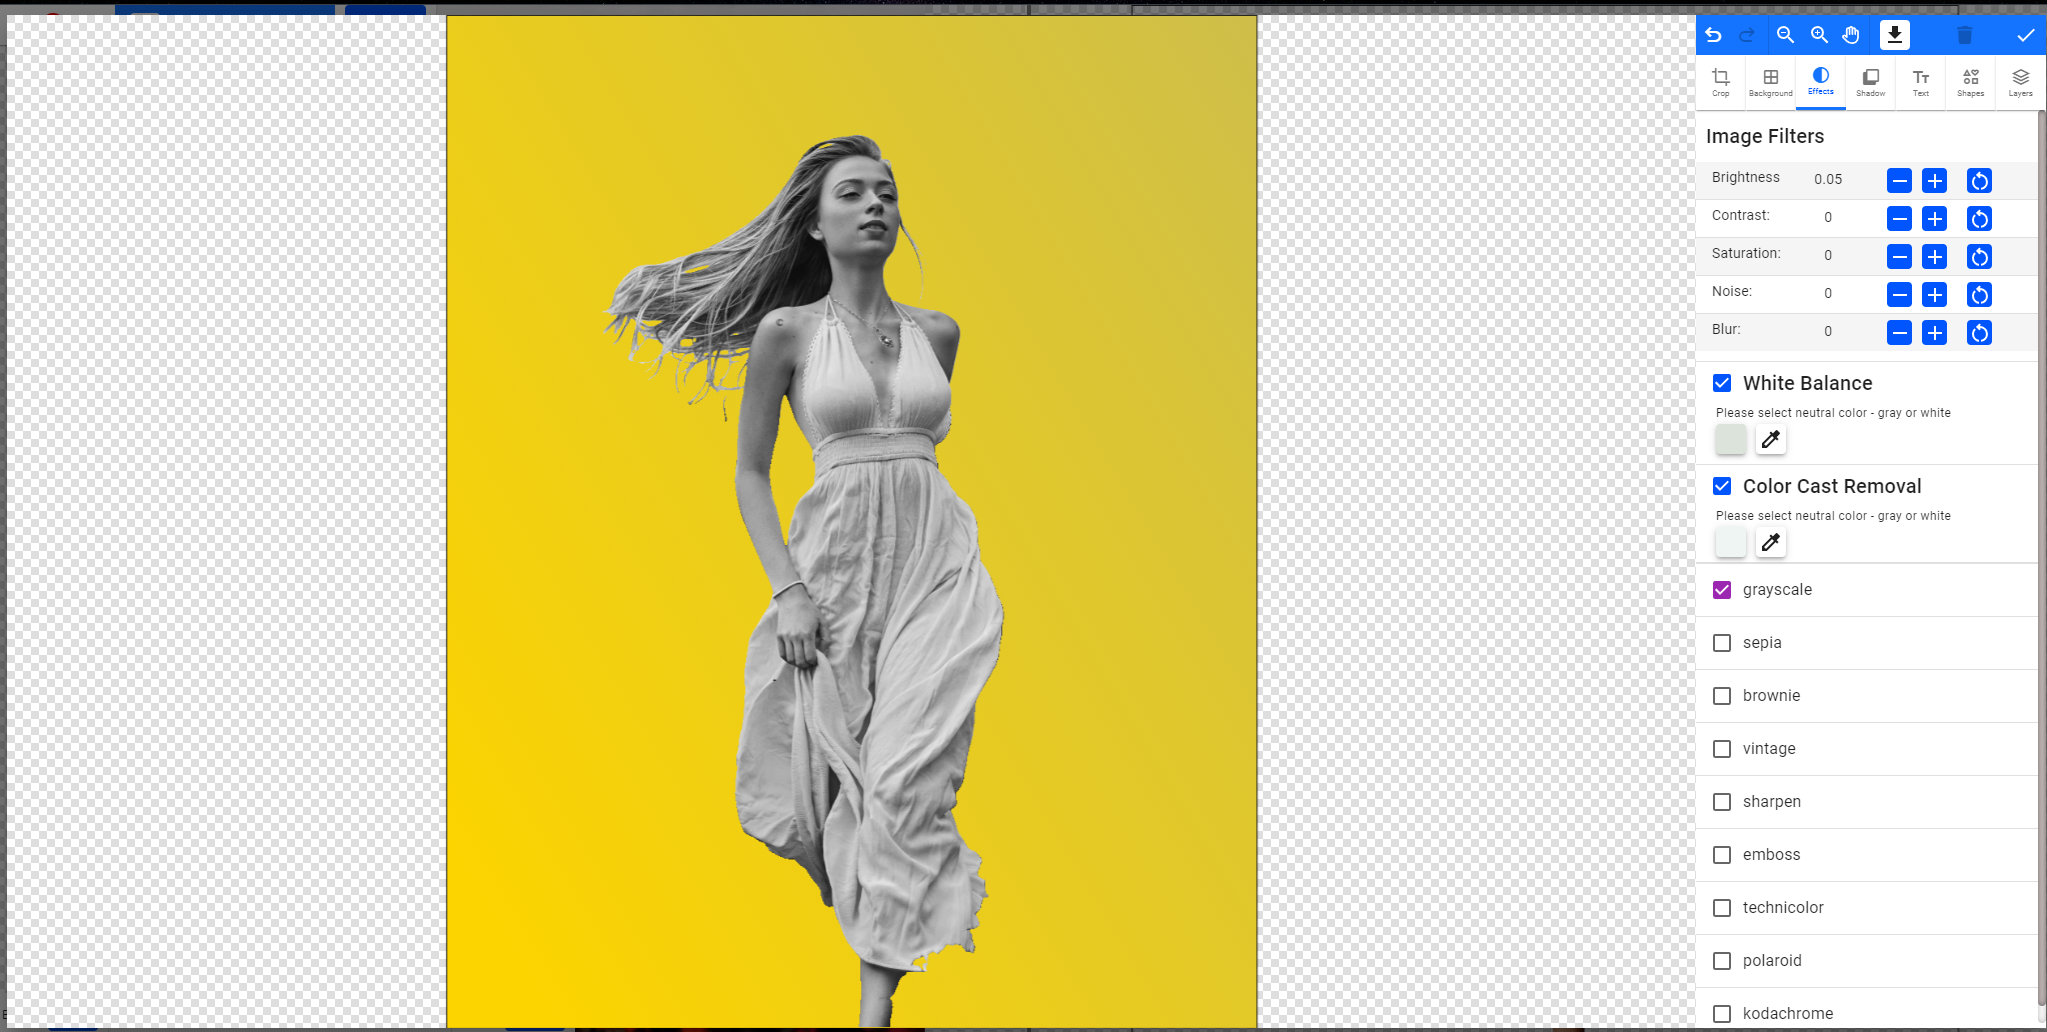 Crop Background Effects Shadow Text Shapes Layers
Image Filters
Brightness 0.05
Contrast: 0
Saturation: 0
Noise: 0
Blur: 0
White Balance
Please select neutral color - gray or white
Color Cast Removal
Please select neutral color - gray or white
grayscale
sepia
brownie
vintage
sharpen
emboss
technicolor
polaroid
kodachrome